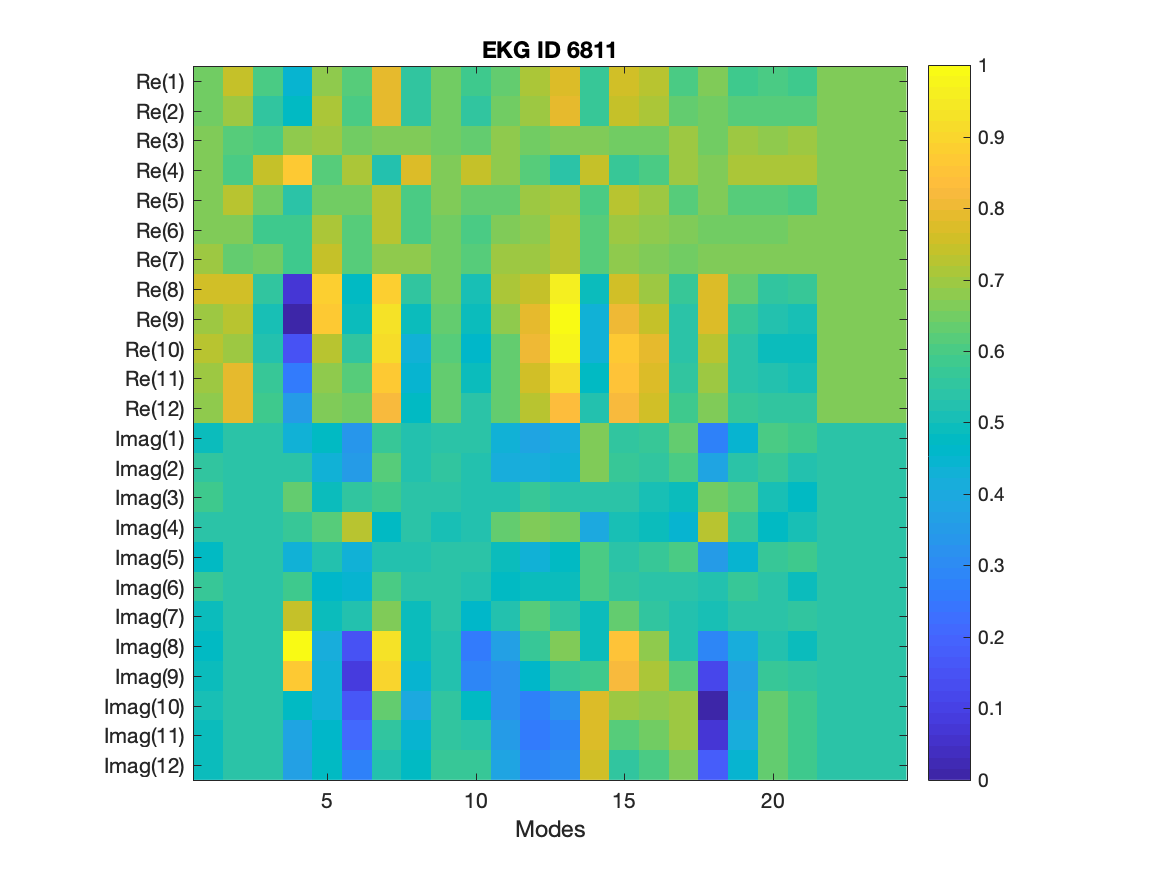 EKG ID 6811
Re(1)
Re(2)
Re(3)
Re(4)
Re(5)
Re(6)
Re(7)
Re(8)
Re(9)
Re(10)
Re(11)
Re(12)
Imag(1)
Imag(2)
Imag(3)
Imag(4)
Imag(5)
Imag(6)
Imag(7)
Imag(8)
Imag(9)
Imag(10)
Imag(11)
Imag(12)
5 10 15 20
Modes
1
0.9
0.8
0.7
0.6
0.5
0.4
0.3
0.2
0.1
0